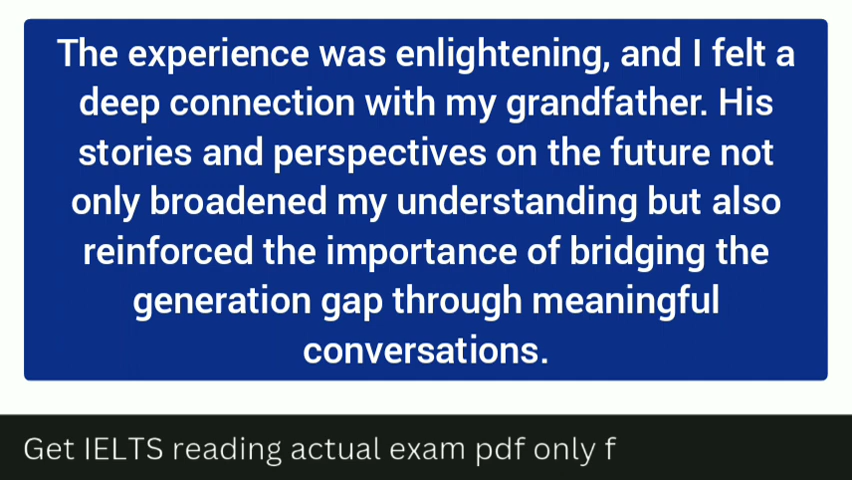 The experience was enlightening, and I felt a
deep connection with my grandfather. His
stories and perspectives on the future not
only broadened my understanding but also
reinforced the importance of bridging the
generation gap through meaningful
conversations.
Get IELTS reading actual exam pdf only f